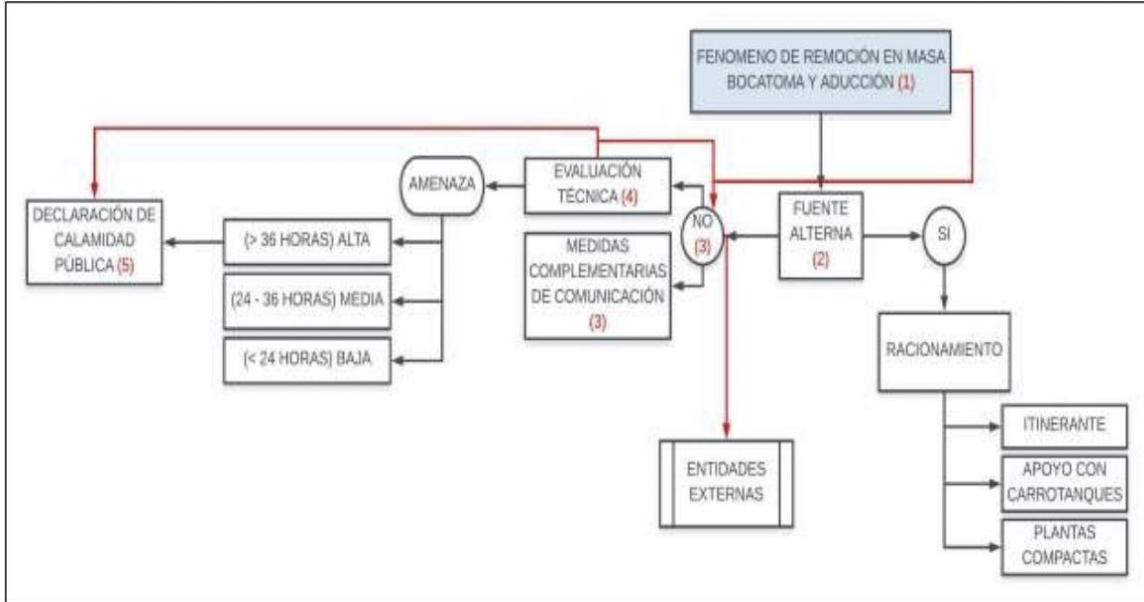 FENOMENO DE REMOCIÓN EN MASA
BOCATOMA Y ADUCCIÓN (1)
FUENTE
ALTERNA
(2)
SI
NO
(3)
EVALUACIÓN
TÉCNICA (4)
MEDIDAS
COMPLEMENTARIAS
DE COMUNICACIÓN
(3)
AMENAZA
(> 36 HORAS) ALTA
(24 - 36 HORAS) MEDIA
(< 24 HORAS) BAJA
DECLARACIÓN DE
CALAMIDAD
PÚBLICA (5)
ENTIDADES
EXTERNAS
RACIONAMIENTO
ITINERANTE
APOYO CON
CARROTANQUES
PLANTAS
COMPACTAS